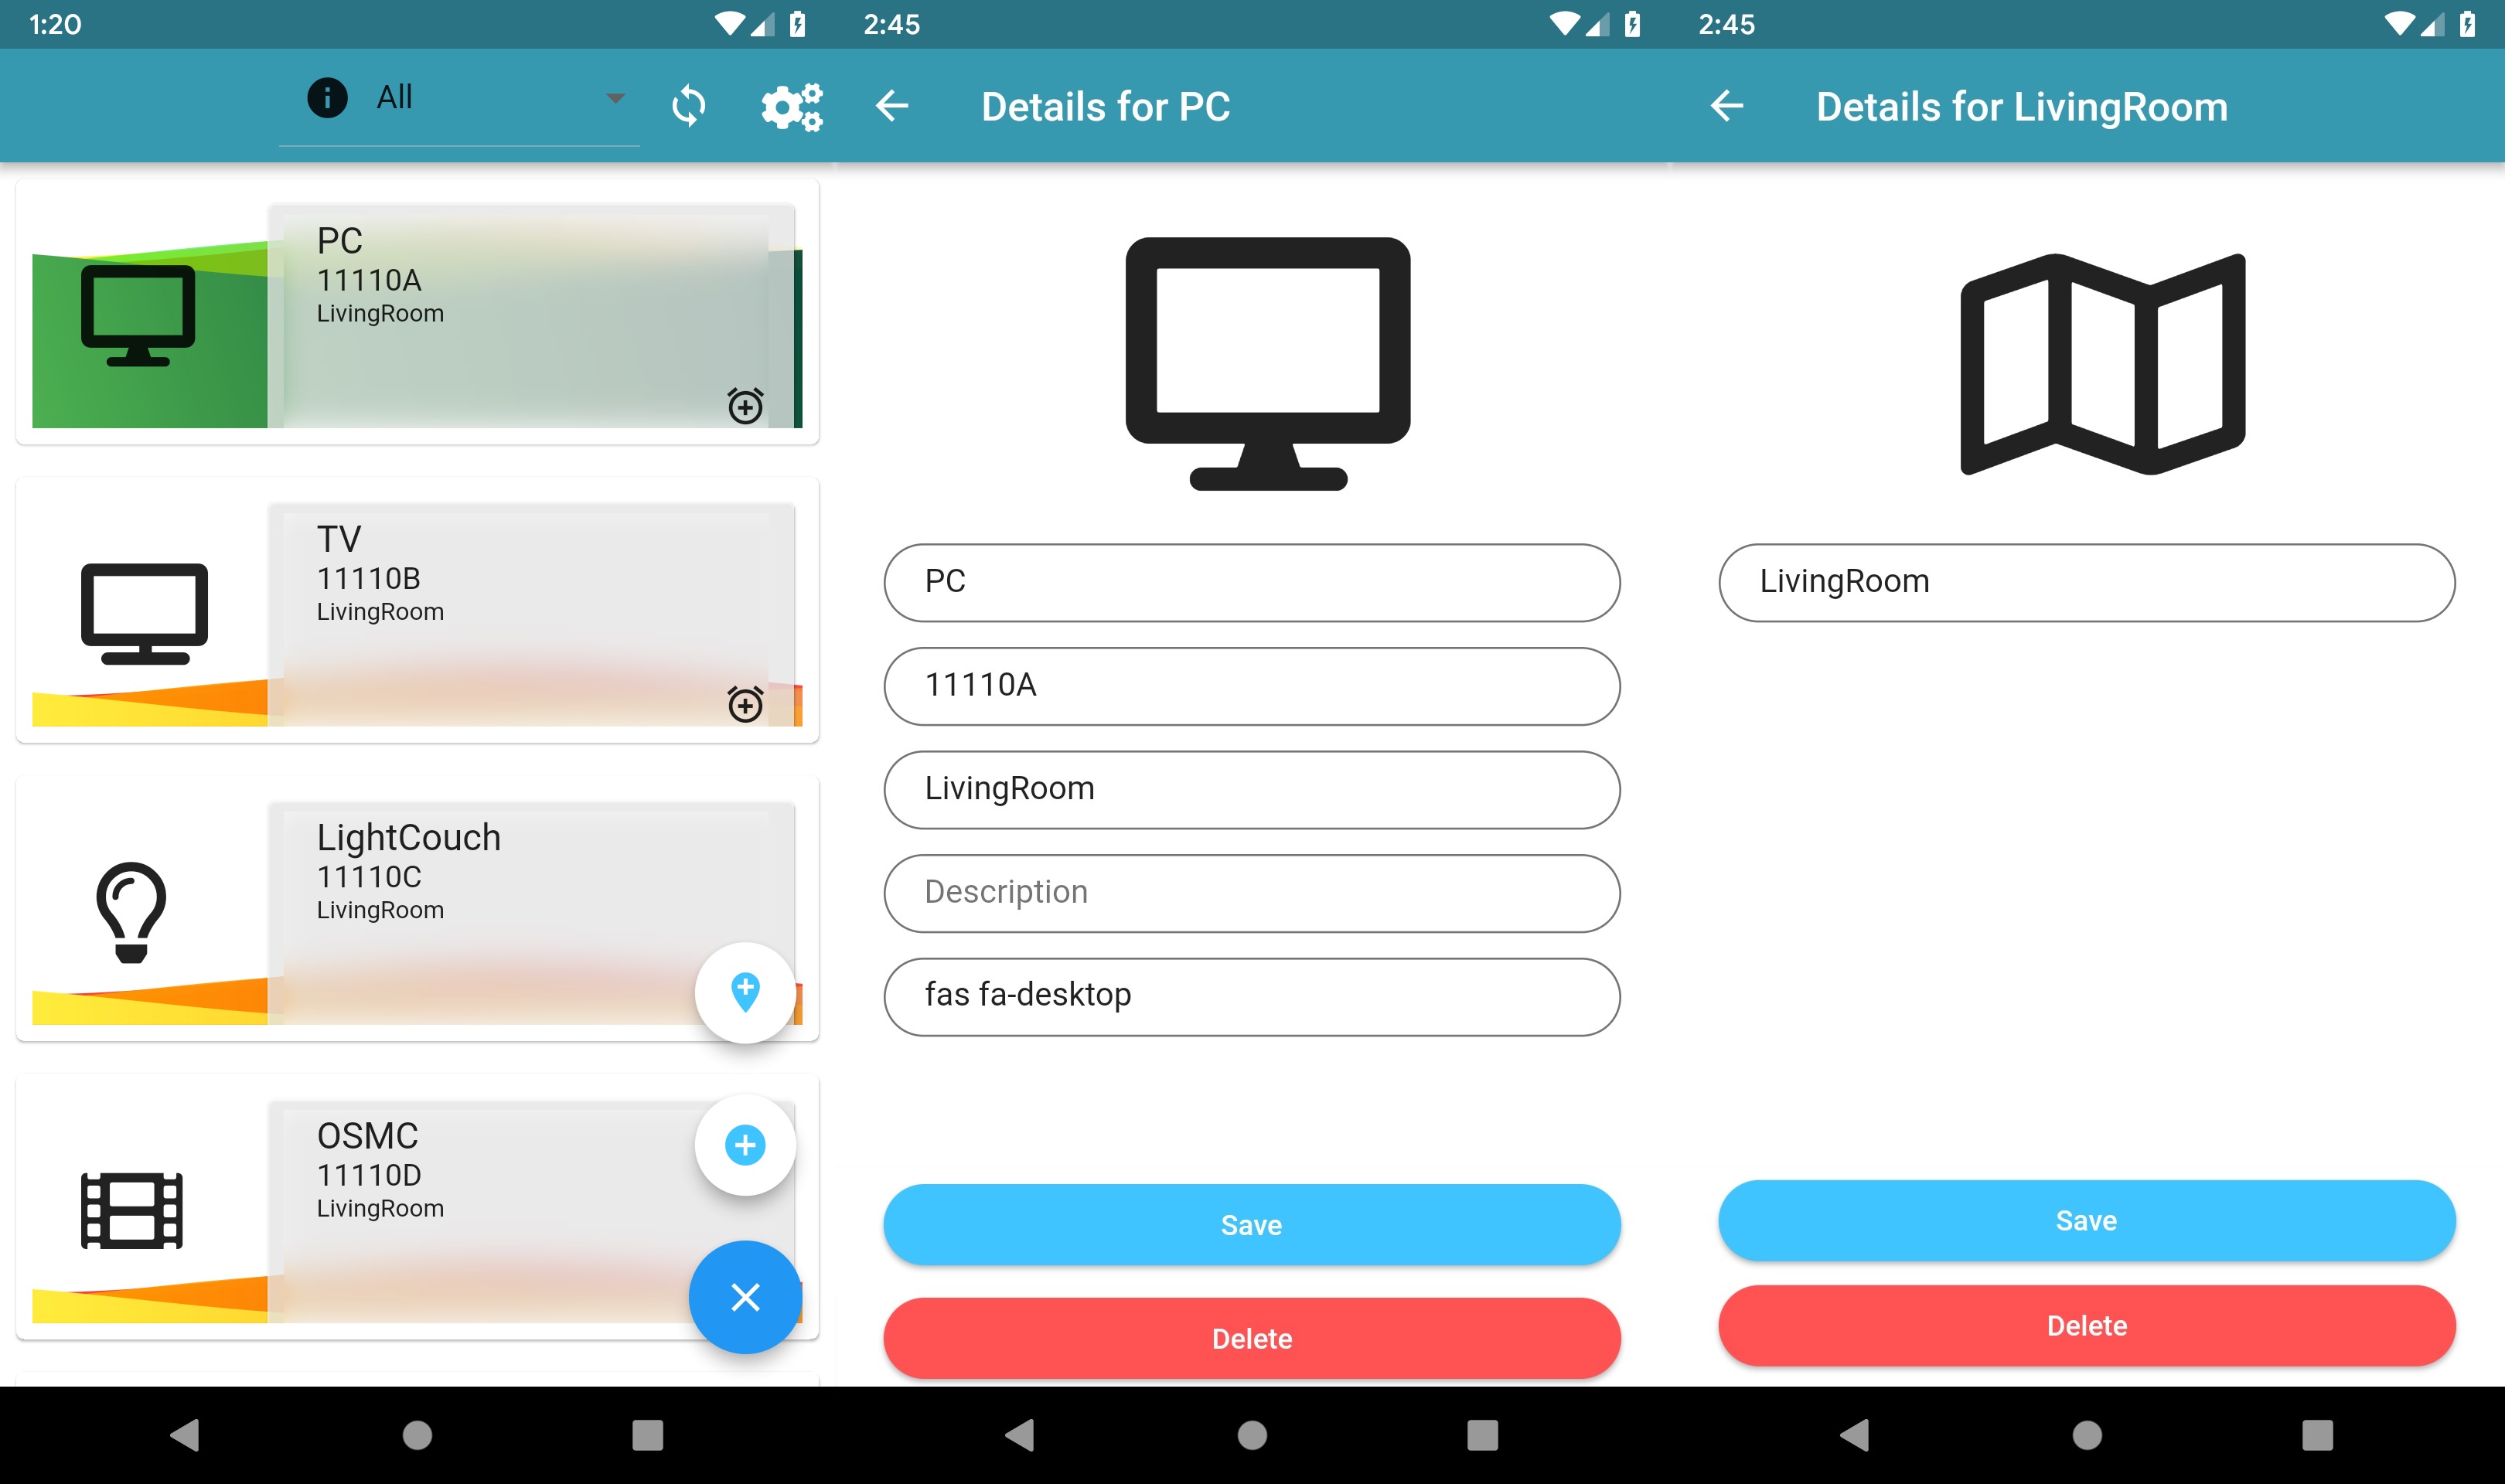 1:20
All
PC
11110A
LivingRoom
TV
11110B
LivingRoom
LightCouch
11110C
LivingRoom
OSMC
11110D
LivingRoom
2:45
Details for PC
PC
11110A
LivingRoom
Description
fas fa-desktop
Save
Delete
2:45
Details for LivingRoom
LivingRoom
Save
Delete